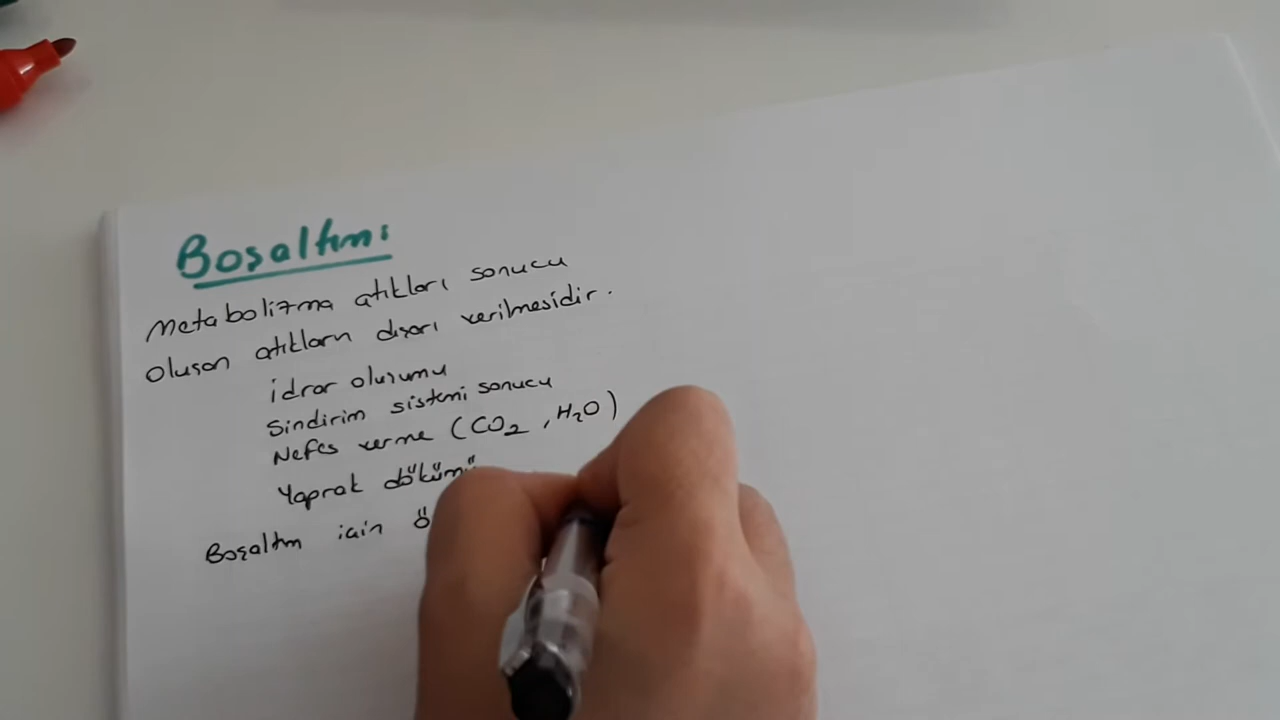 Boşaltım:
Metabolizma atıkları sonucu
oluşan atıkların dışarı verilmesidir.
idrar oluşumu
Sindirim sistemi sonucu
Nefes verme (CO₂, H₂O)
Yaprak dökümü
Boşaltım için